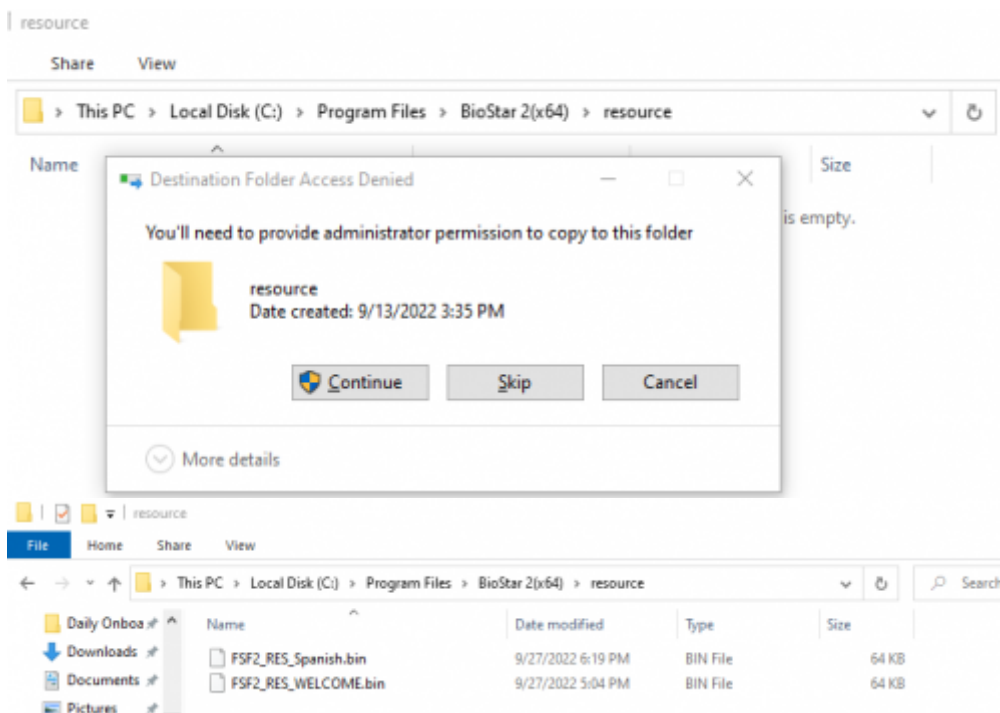 resource
Share View
This PC > Local Disk (C:) > Program Files > BioStar 2(x64) > resource
Name Size
Destination Folder Access Denied
is empty.
You'll need to provide administrator permission to copy to this folder
resource
Date created: 9/13/2022 3:35 PM
Continue Skip Cancel
More details
resource
File Home Share View
This PC > Local Disk (C:) > Program Files > BioStar 2(x64) > resource Search
Daily Onboa Name Date modified Type Size
Downloads FSF2_RES_Spanish.bin 9/27/2022 6:19 PM BIN File 64 KB
Documents FSF2_RES_WELCOME.bin 9/27/2022 5:04 PM BIN File 64 KB
Pictures